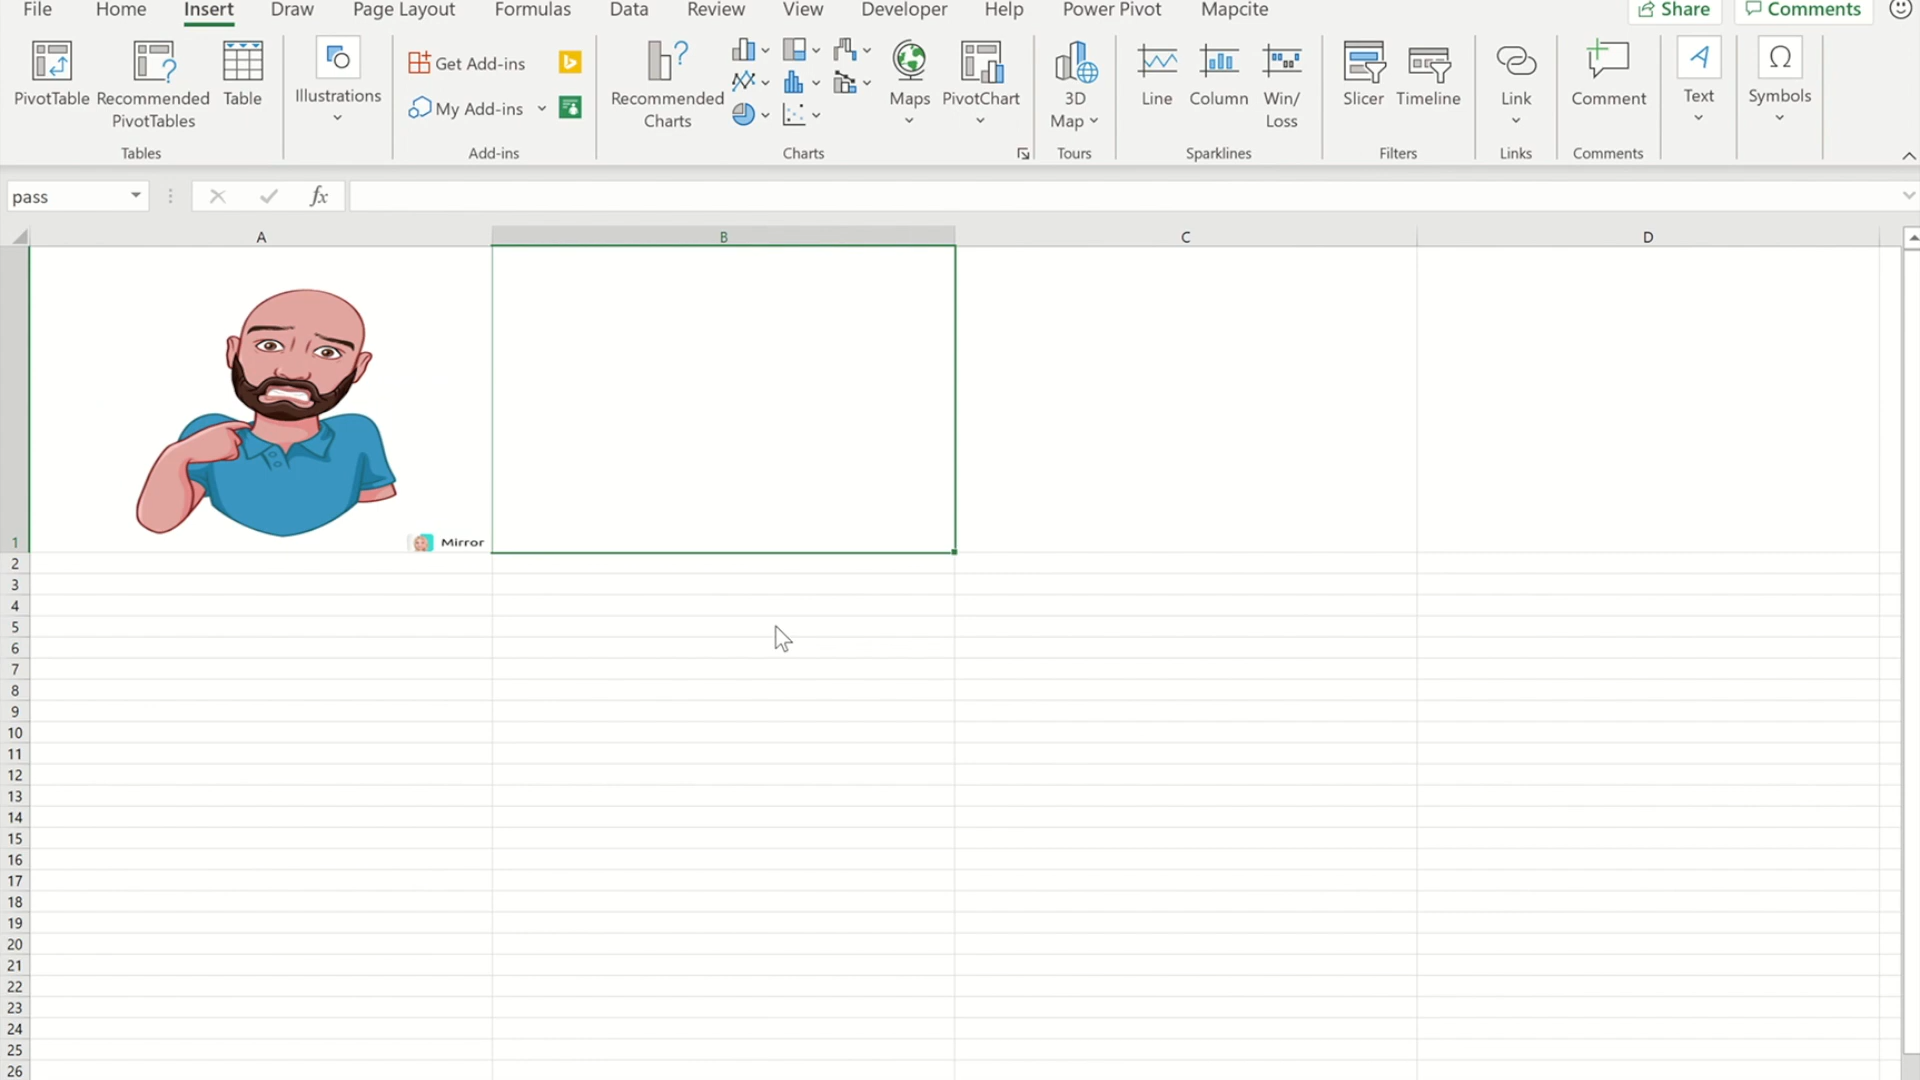 File Home Insert Draw Page Layout Formulas Data Review View Developer Help Power Pivot Mapcite Share Comments
PivotTable Recommended PivotTables Table
Illustrations
Get Add-ins
My Add-ins
Recommended Charts
Maps PivotChart
3D Map
Line Column Win/ Loss
Slicer Timeline
Link
Comment
Text
Symbols
Tables Add-ins Charts Tours Sparklines Filters Links Comments
pass fx
A B C D
Mirror
1
2
3
4
5
6
7
8
9
10
11
12
13
14
15
16
17
18
19
20
21
22
23
24
25
26